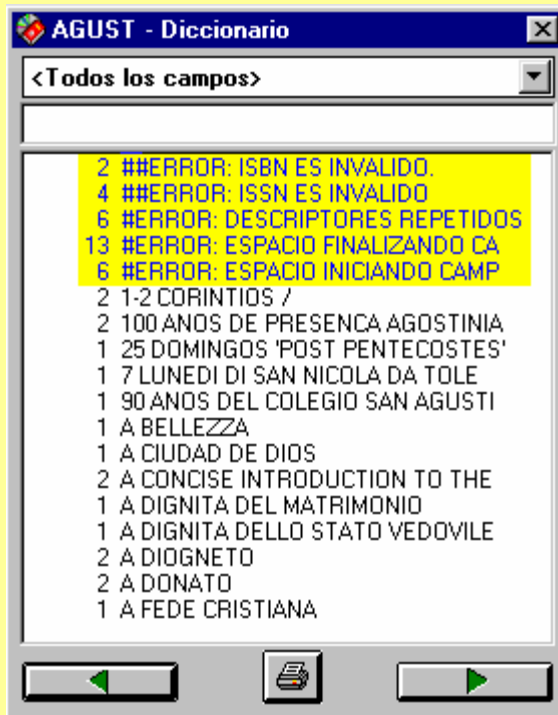 AGUST - Diccionario
<Todos los campos>
2 ##ERROR: ISBN ES INVALIDO.
4 ##ERROR: ISSN ES INVALIDO
6 #ERROR: DESCRIPTORES REPETIDOS
13 #ERROR: ESPACIO FINALIZANDO CA
6 #ERROR: ESPACIO INICIANDO CAMP
2 1-2 CORINTIOS /
2 100 ANOS DE PRESENCA AGOSTINIA
1 25 DOMINGOS 'POST PENTECOSTES'
1 7 LUNEDI DI SAN NICOLA DA TOLE
1 90 ANOS DEL COLEGIO SAN AGUSTI
1 A BELLEZZA
1 A CIUDAD DE DIOS
2 A CONCISE INTRODUCTION TO THE
1 A DIGNITA DEL MATRIMONIO
1 A DIGNITA DELLO STATO VEDOVILE
2 A DIOGNETO
2 A DONATO
1 A FEDE CRISTIANA